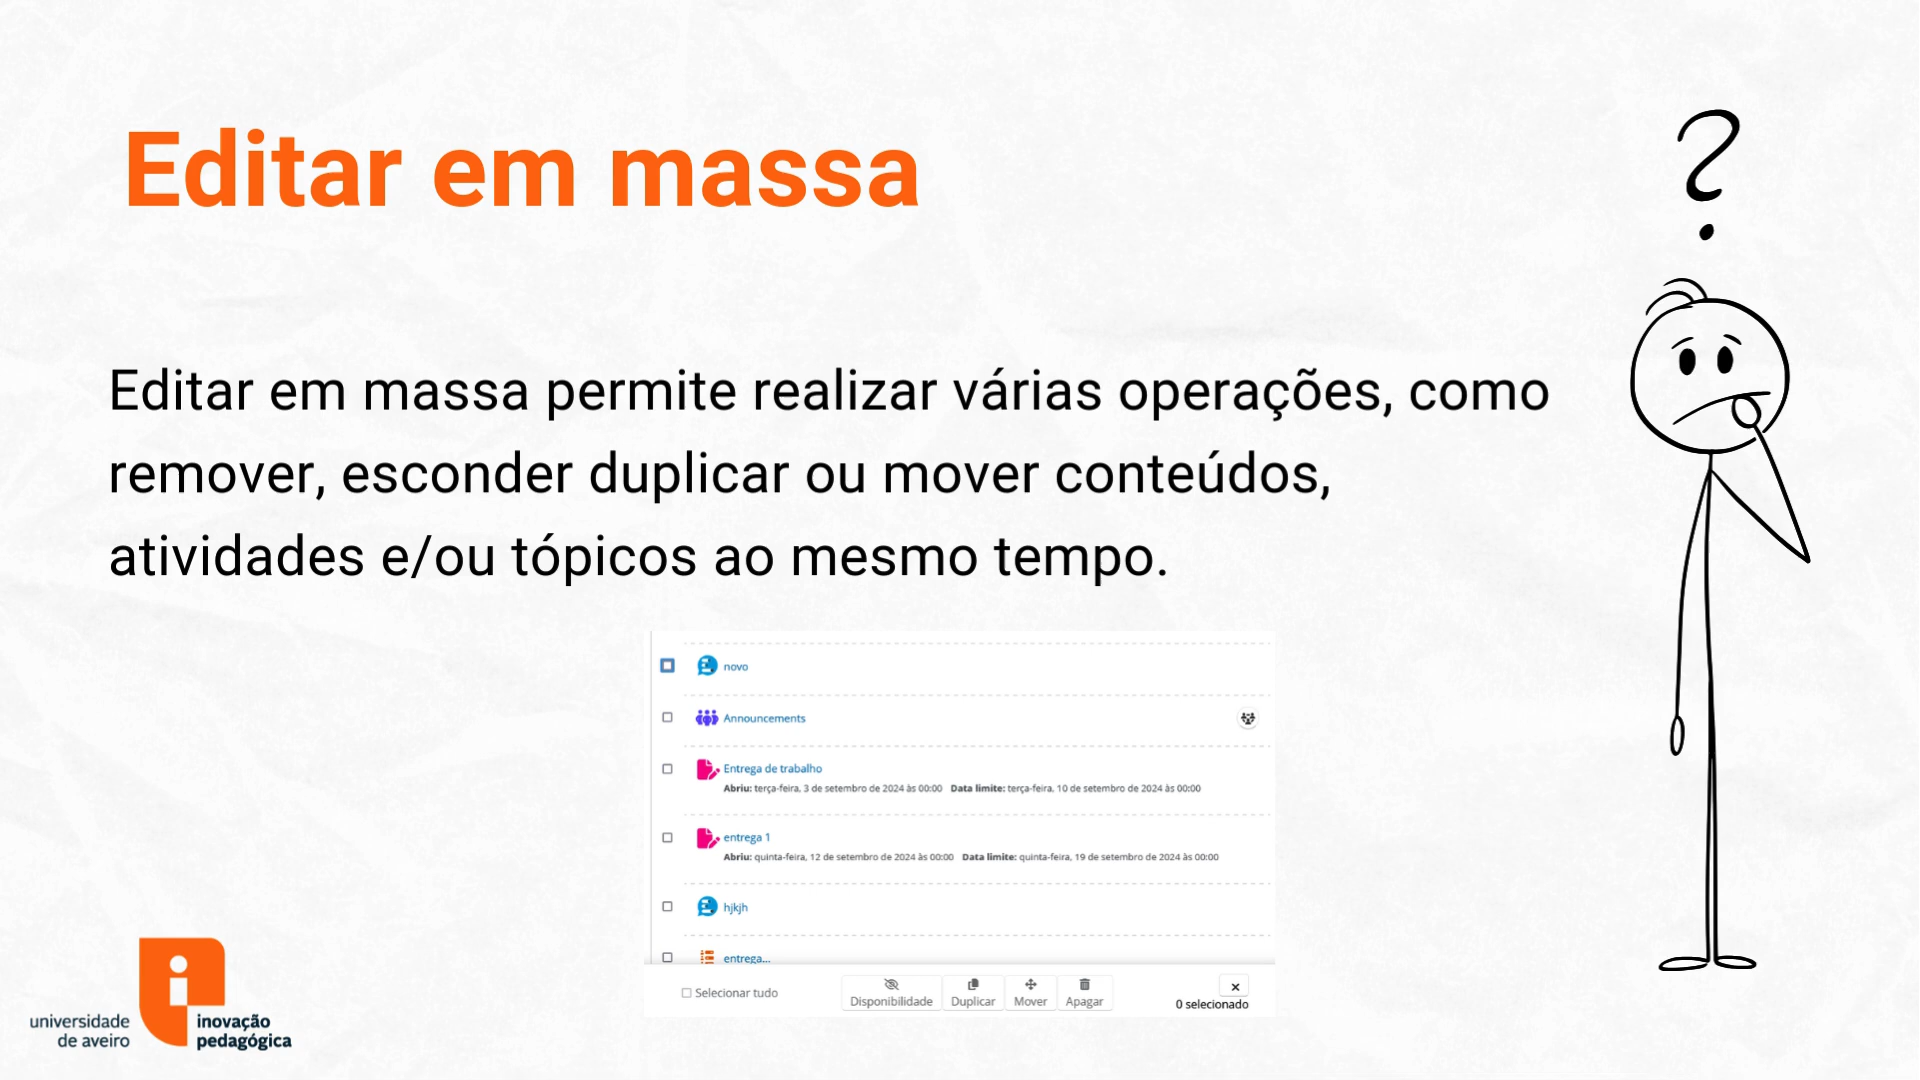 ?
Editar em massa
Editar em massa permite realizar várias operações, como
remover, esconder duplicar ou mover conteúdos,
atividades e/ou tópicos ao mesmo tempo.
novo
Announcements
Entrega de trabalho
Abriu: terça-feira, 3 de setembro de 2024 às 00:00 Data limite: terça-feira, 10 de setembro de 2024 às 00:00
entrega 1
Abriu: quinta-feira, 12 de setembro de 2024 às 00:00 Data limite: quinta-feira, 19 de setembro de 2024 às 00:00
hjkjh
entrega...
Selecionar tudo
Disponibilidade Duplicar Mover Apagar
0 selecionado
universidade
de aveiro
inovação
pedagógica